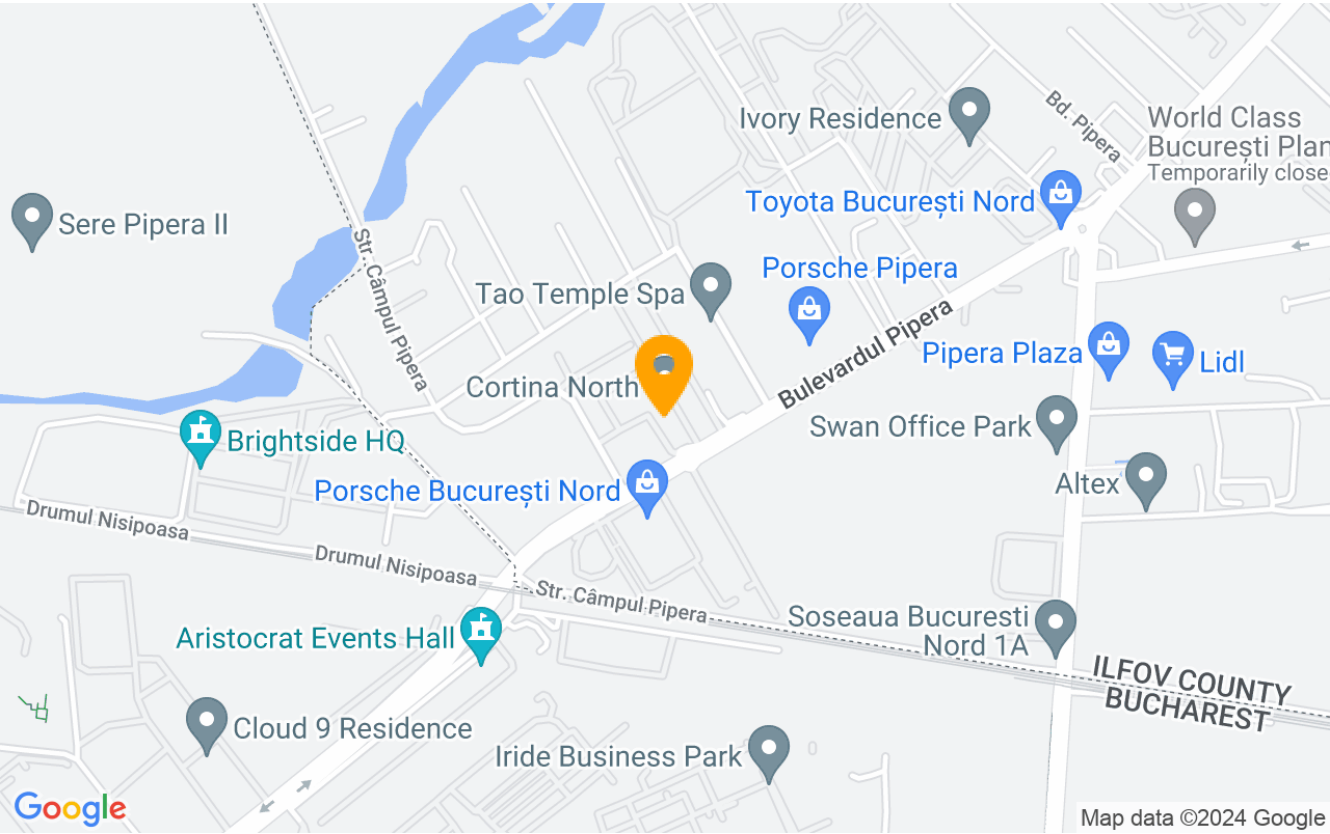 Ivory Residence
Bd. Pipera
World Class
București Plan
Temporarily close
Toyota București Nord
Sere Pipera II
Str. Câmpul Pipera
Porsche Pipera
Tao Temple Spa
Bulevardul Pipera
Pipera Plaza
Lidl
Cortina North
Swan Office Park
Brightside HQ
Altex
Porsche București Nord
Drumul Nisipoasa
Drumul Nisipoasa
Str. Câmpul Pipera
Soseaua Bucuresti
Nord 1A
Aristocrat Events Hall
ILFOV COUNTY
BUCHAREST
Cloud 9 Residence
Iride Business Park
Google
Map data ©2024 Google